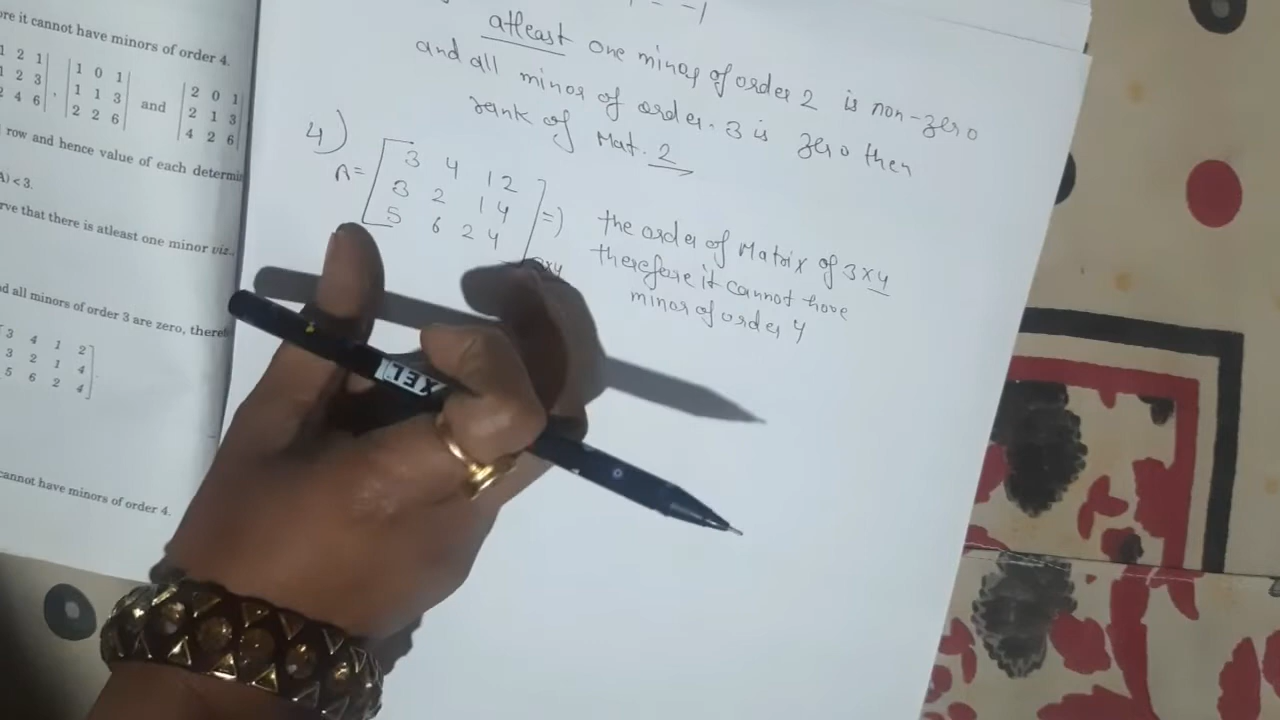 ore it cannot have minors of order 4.
1 2 1
1 2 3
2 4 6
,
1 0 1
1 1 3
2 2 6
and
2 0 1
2 1 3
4 2 6
row and hence value of each determi
A) < 3.
rve that there is atleast one minor viz.,
nd all minors of order 3 are zero, there
3 4 1 2
3 2 1 4
5 6 2 4
cannot have minors of order 4.
= -1
atleast one minor of order 2 is non-zero
and all minor of order. 3 is zero then
rank of Mat. 2
4)
A =
3 4 1 2
3 2 1 4
5 6 2 4
=)
the order of Matrix of 3x4
therefore it cannot have
minor of order 4
XEL